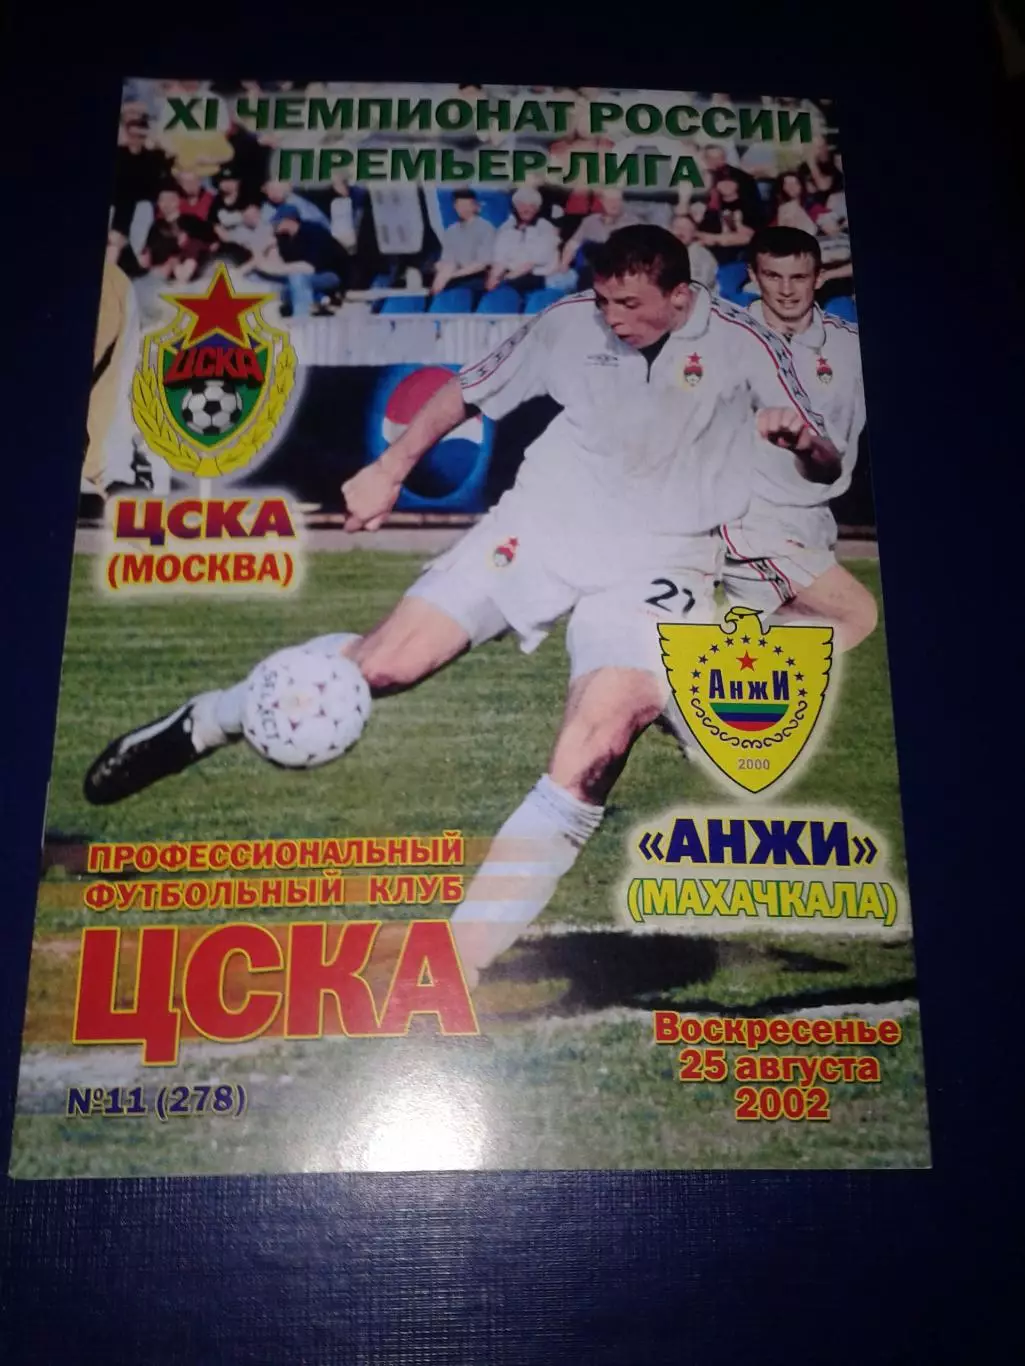 XI ЧЕМПИОНАТ РОССИИ
ПРЕМЬЕР-ЛИГА
ЦСКА
ЦСКА
(МОСКВА)
27
SELECT
АнжИ
2000
«АНЖИ»
(МАХАЧКАЛА)
ПРОФЕССИОНАЛЬНЫЙ
ФУТБОЛЬНЫЙ КЛУБ
ЦСКА
Воскресенье
25 августа
2002
№11 (278)